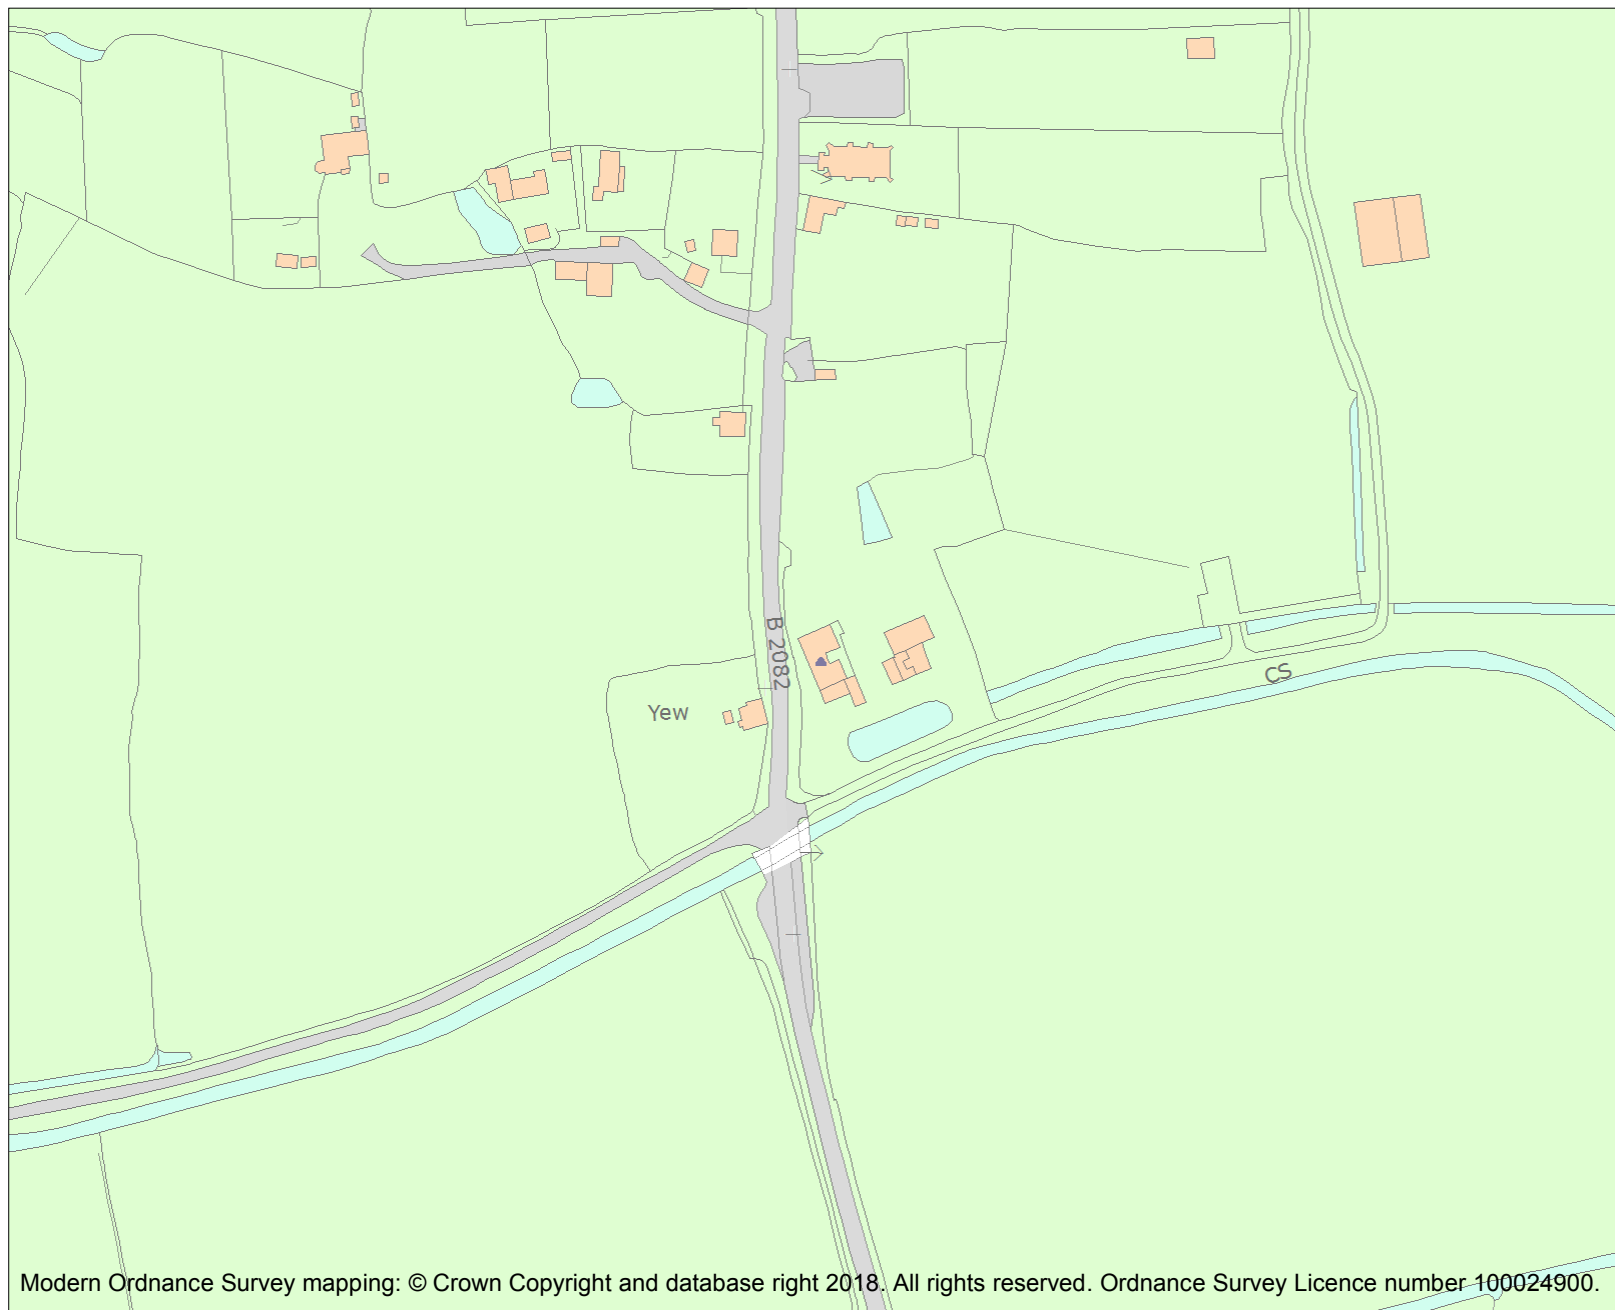 B 2082
CS
Yew
Modern Ordnance Survey mapping: © Crown Copyright and database right 2018. All rights reserved. Ordnance Survey Licence number 100024900.